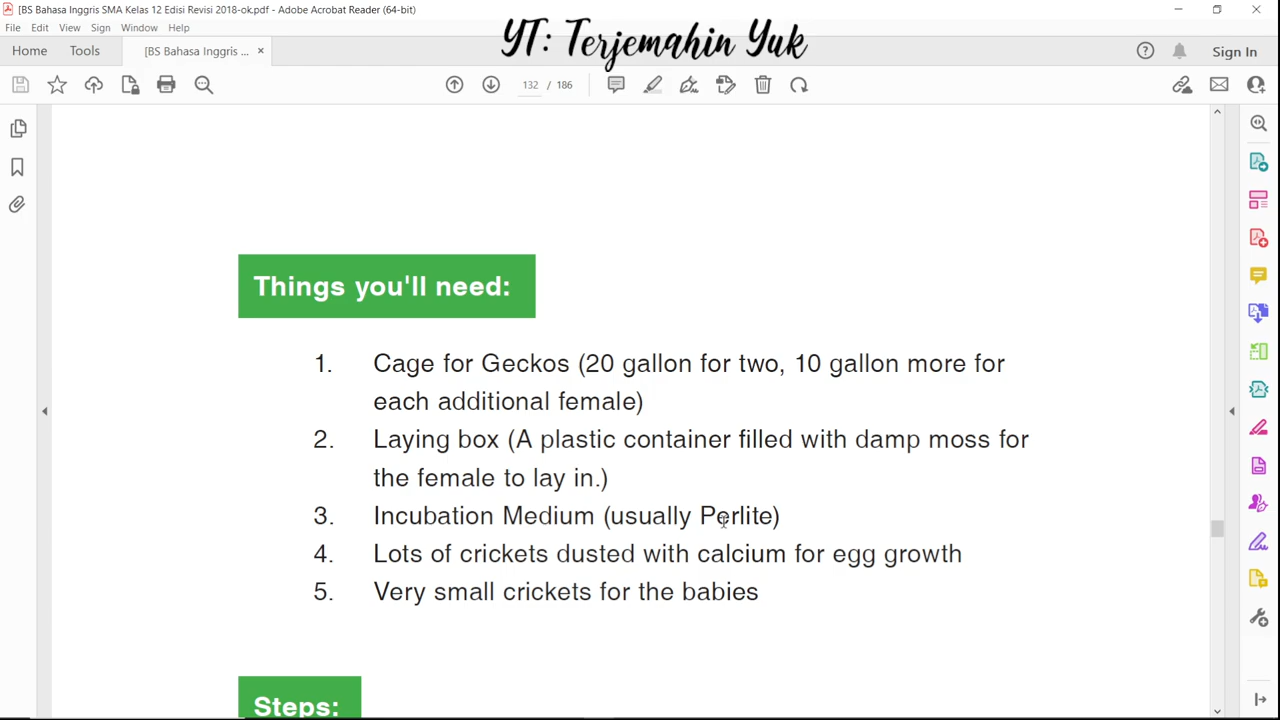 [BS Bahasa Inggris SMA Kelas 12 Edisi Revisi 2018-ok.pdf - Adobe Acrobat Reader (64-bit)
File Edit View Sign Window Help
YT: Terjemahin Yuk
Home Tools [BS Bahasa Inggris ... × Sign In
132 / 186
Things you'll need:
1. Cage for Geckos (20 gallon for two, 10 gallon more for
each additional female)
2. Laying box (A plastic container filled with damp moss for
the female to lay in.)
3. Incubation Medium (usually Perlite)
4. Lots of crickets dusted with calcium for egg growth
5. Very small crickets for the babies
Steps: